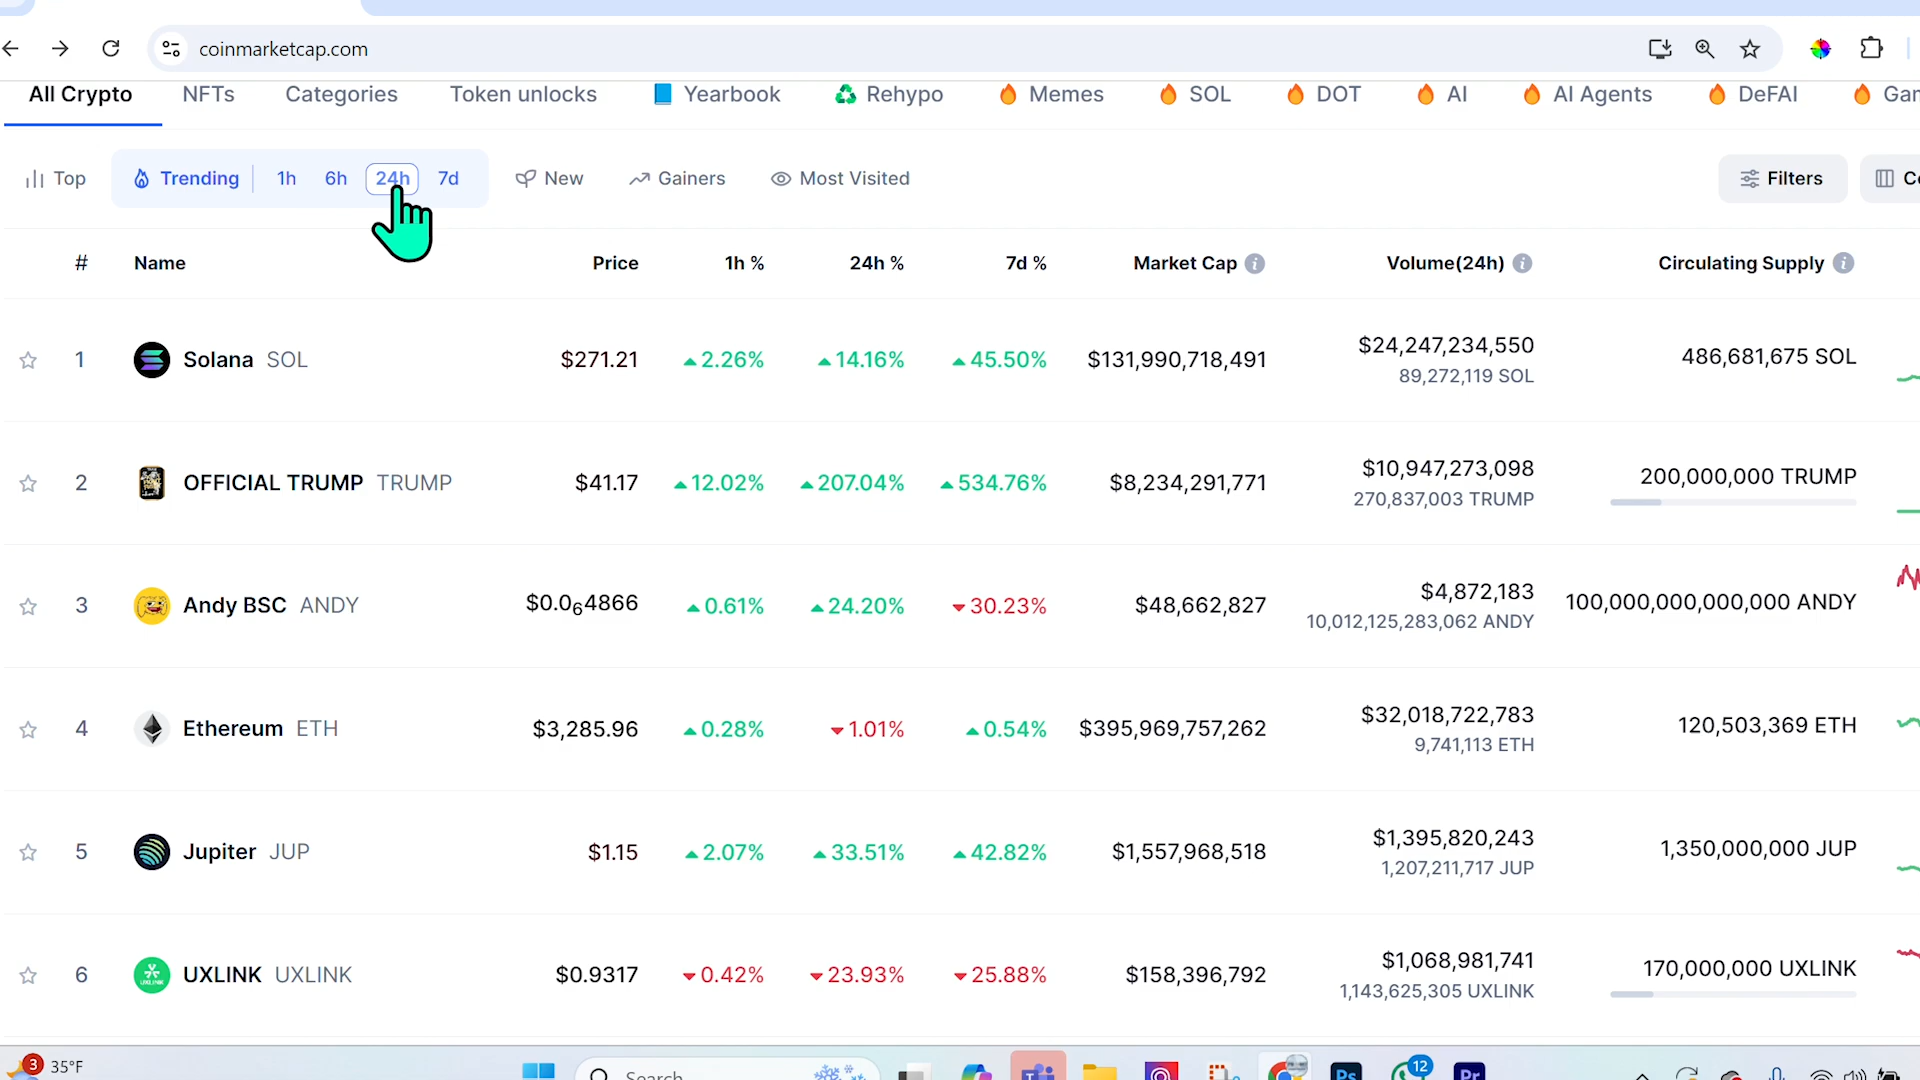 coinmarketcap.com
All Crypto NFTs Categories Token unlocks Yearbook Rehypo Memes SOL DOT AI AI Agents DeFAI
Top Trending 1h 6h 24h 7d New Gainers Most Visited Filters
# Name Price 1h % 24h % 7d % Market Cap Volume(24h) Circulating Supply
1 Solana SOL $271.21 2.26% 14.16% 45.50% $131,990,718,491 $24,247,234,550 486,681,675 SOL
89,272,119 SOL
2 OFFICIAL TRUMP TRUMP $41.17 12.02% 207.04% 534.76% $8,234,291,771 $10,947,273,098 200,000,000 TRUMP
270,837,003 TRUMP
3 Andy BSC ANDY $0.0₆4866 0.61% 24.20% 30.23% $48,662,827 $4,872,183 100,000,000,000,000 ANDY
10,012,125,283,062 ANDY
4 Ethereum ETH $3,285.96 0.28% 1.01% 0.54% $395,969,757,262 $32,018,722,783 120,503,369 ETH
9,741,113 ETH
5 Jupiter JUP $1.15 2.07% 33.51% 42.82% $1,557,968,518 $1,395,820,243 1,350,000,000 JUP
1,207,211,717 JUP
6 UXLINK UXLINK $0.9317 0.42% 23.93% 25.88% $158,396,792 $1,068,981,741 170,000,000 UXLINK
1,143,625,305 UXLINK
3 35°F Search Ps 12 Pr